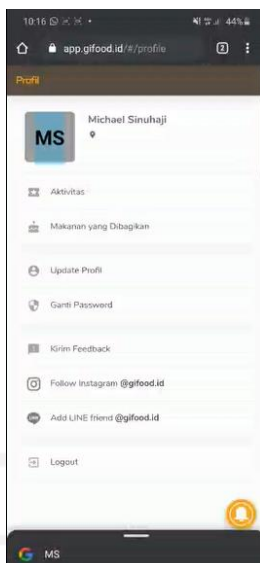 10:16
44%
app.gifood.id/#/profile
2
Profil
MS
Michael Sinuhaji
Aktivitas
Makanan yang Dibagikan
Update Profil
Ganti Password
Kirim Feedback
Follow Instagram @gifood.id
Add LINE friend @gifood.id
Logout
MS